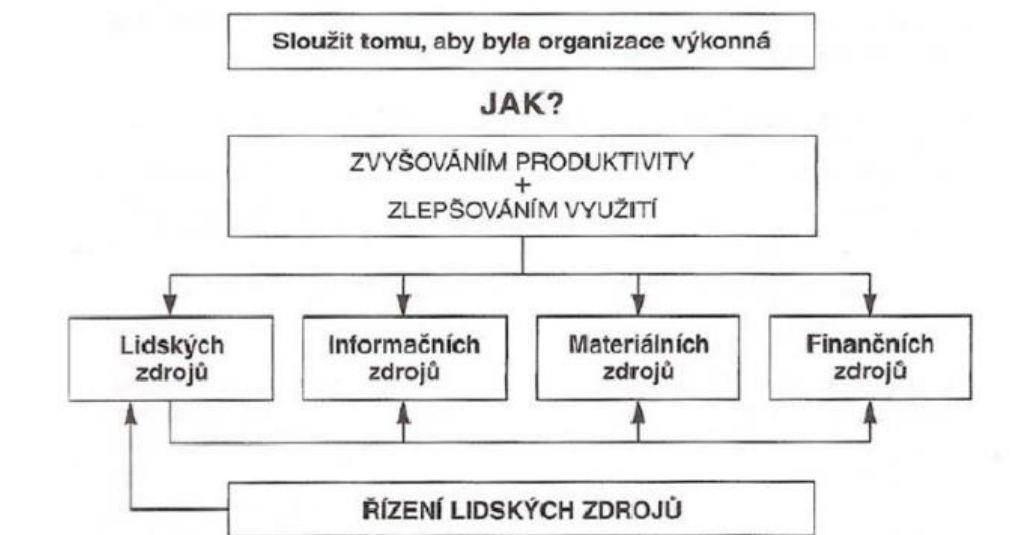 Sloužit tomu, aby byla organizace výkonná
JAK?
ZVYŠOVÁNÍM PRODUKTIVITY
+
ZLEPŠOVÁNÍM VYUŽITÍ
Lidských
zdrojů
Informačních
zdrojů
Materiálních
zdrojů
Finančních
zdrojů
ŘÍZENÍ LIDSKÝCH ZDROJŮ